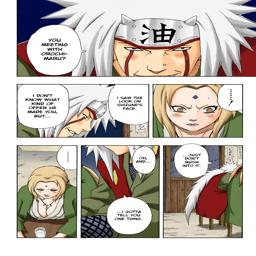 YOU
MEETING
WITH
OROCHI-
MARU?
油
I DON'T
KNOW WHAT
KIND OF
OFFER HE
MADE YOU,
BUT...
I SAW THE
LOOK ON
SHIZUNE'S
FACE.
...!
...
OH,
AND...
...I GOTTA
TELL YOU
ONE THING.
...JUST
DON'T
RUSH
INTO IT.